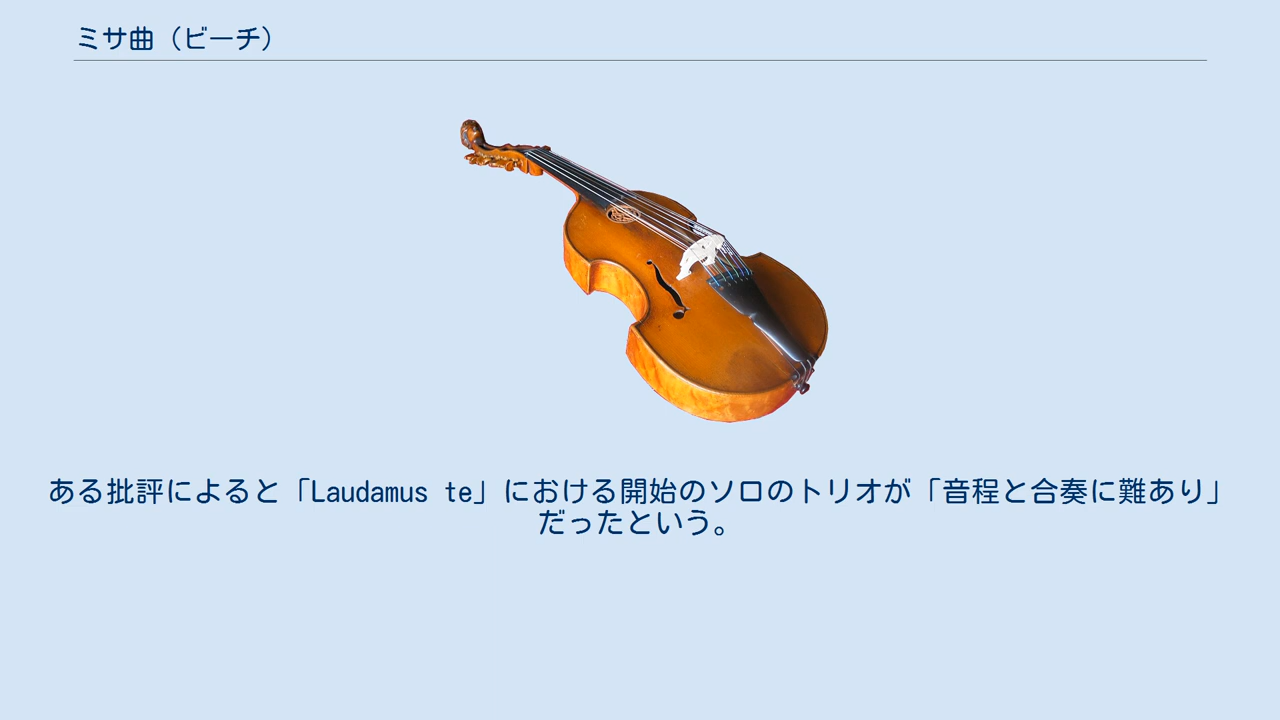 ミサ曲（ビーチ）
ある批評によると「Laudamus te」における開始のソロのトリオが「音程と合奏に難あり」
だったという。